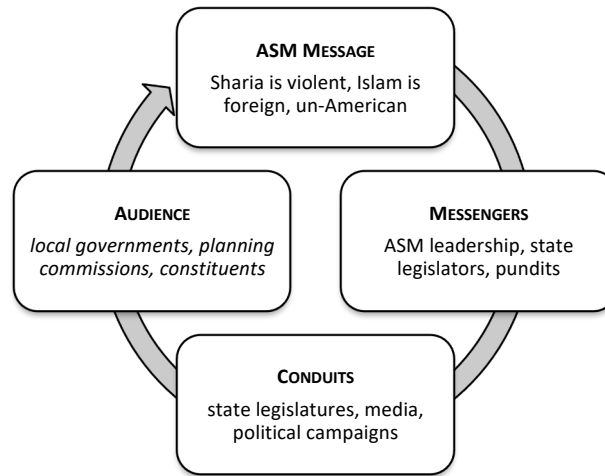 ASM MESSAGE
Sharia is violent, Islam is
foreign, un-American
AUDIENCE
local governments, planning
commissions, constituents
MESSENGERS
ASM leadership, state
legislators, pundits
CONDUITS
state legislatures, media,
political campaigns